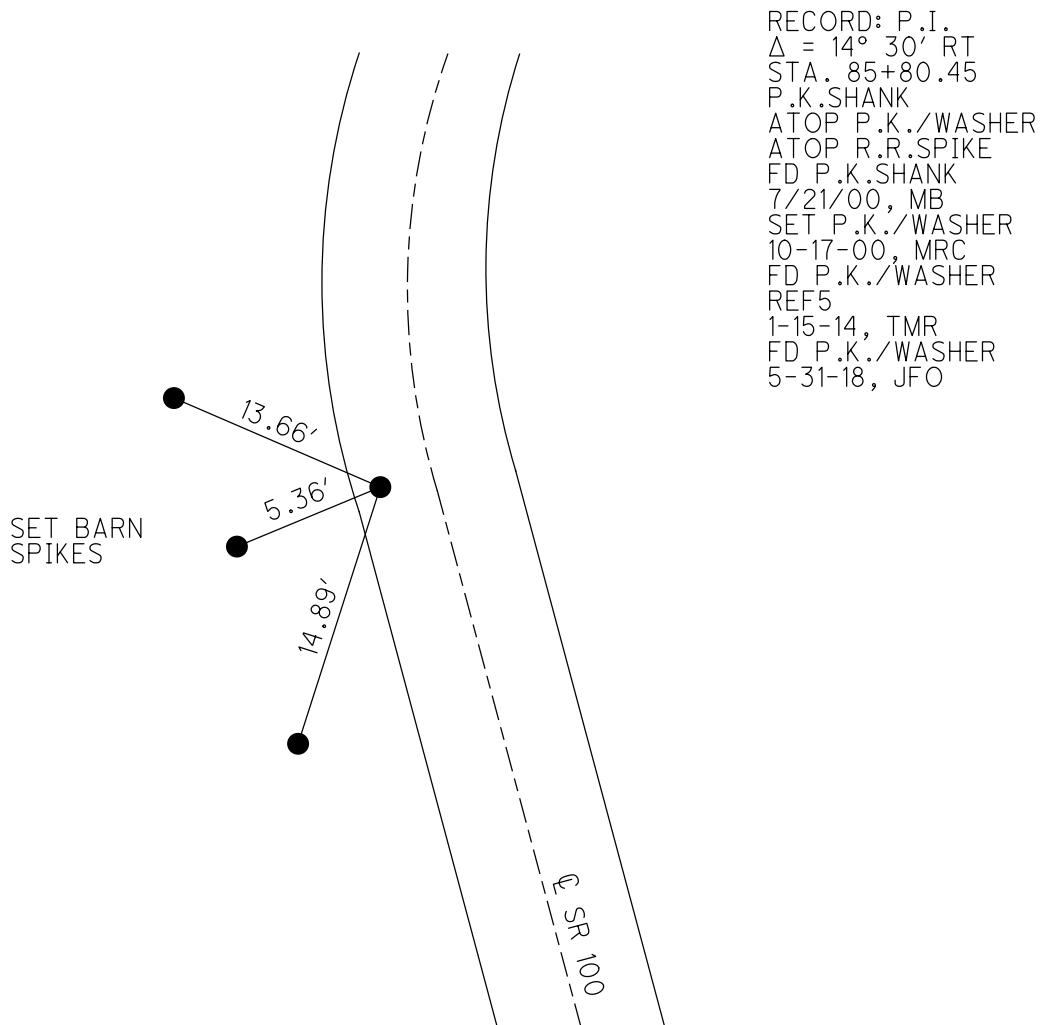 RECORD: P.I.
Δ = 14° 30′ RT
STA. 85+80.45
P.K.SHANK
ATOP P.K./WASHER
ATOP R.R.SPIKE
FD P.K.SHANK
7/21/00, MB
SET P.K./WASHER
10-17-00, MRC
FD P.K./WASHER
REF5
1-15-14, TMR
FD P.K./WASHER
5-31-18, JFO
13.66′
5.36′
SET BARN
SPIKES
14.89′
℄ SR 100